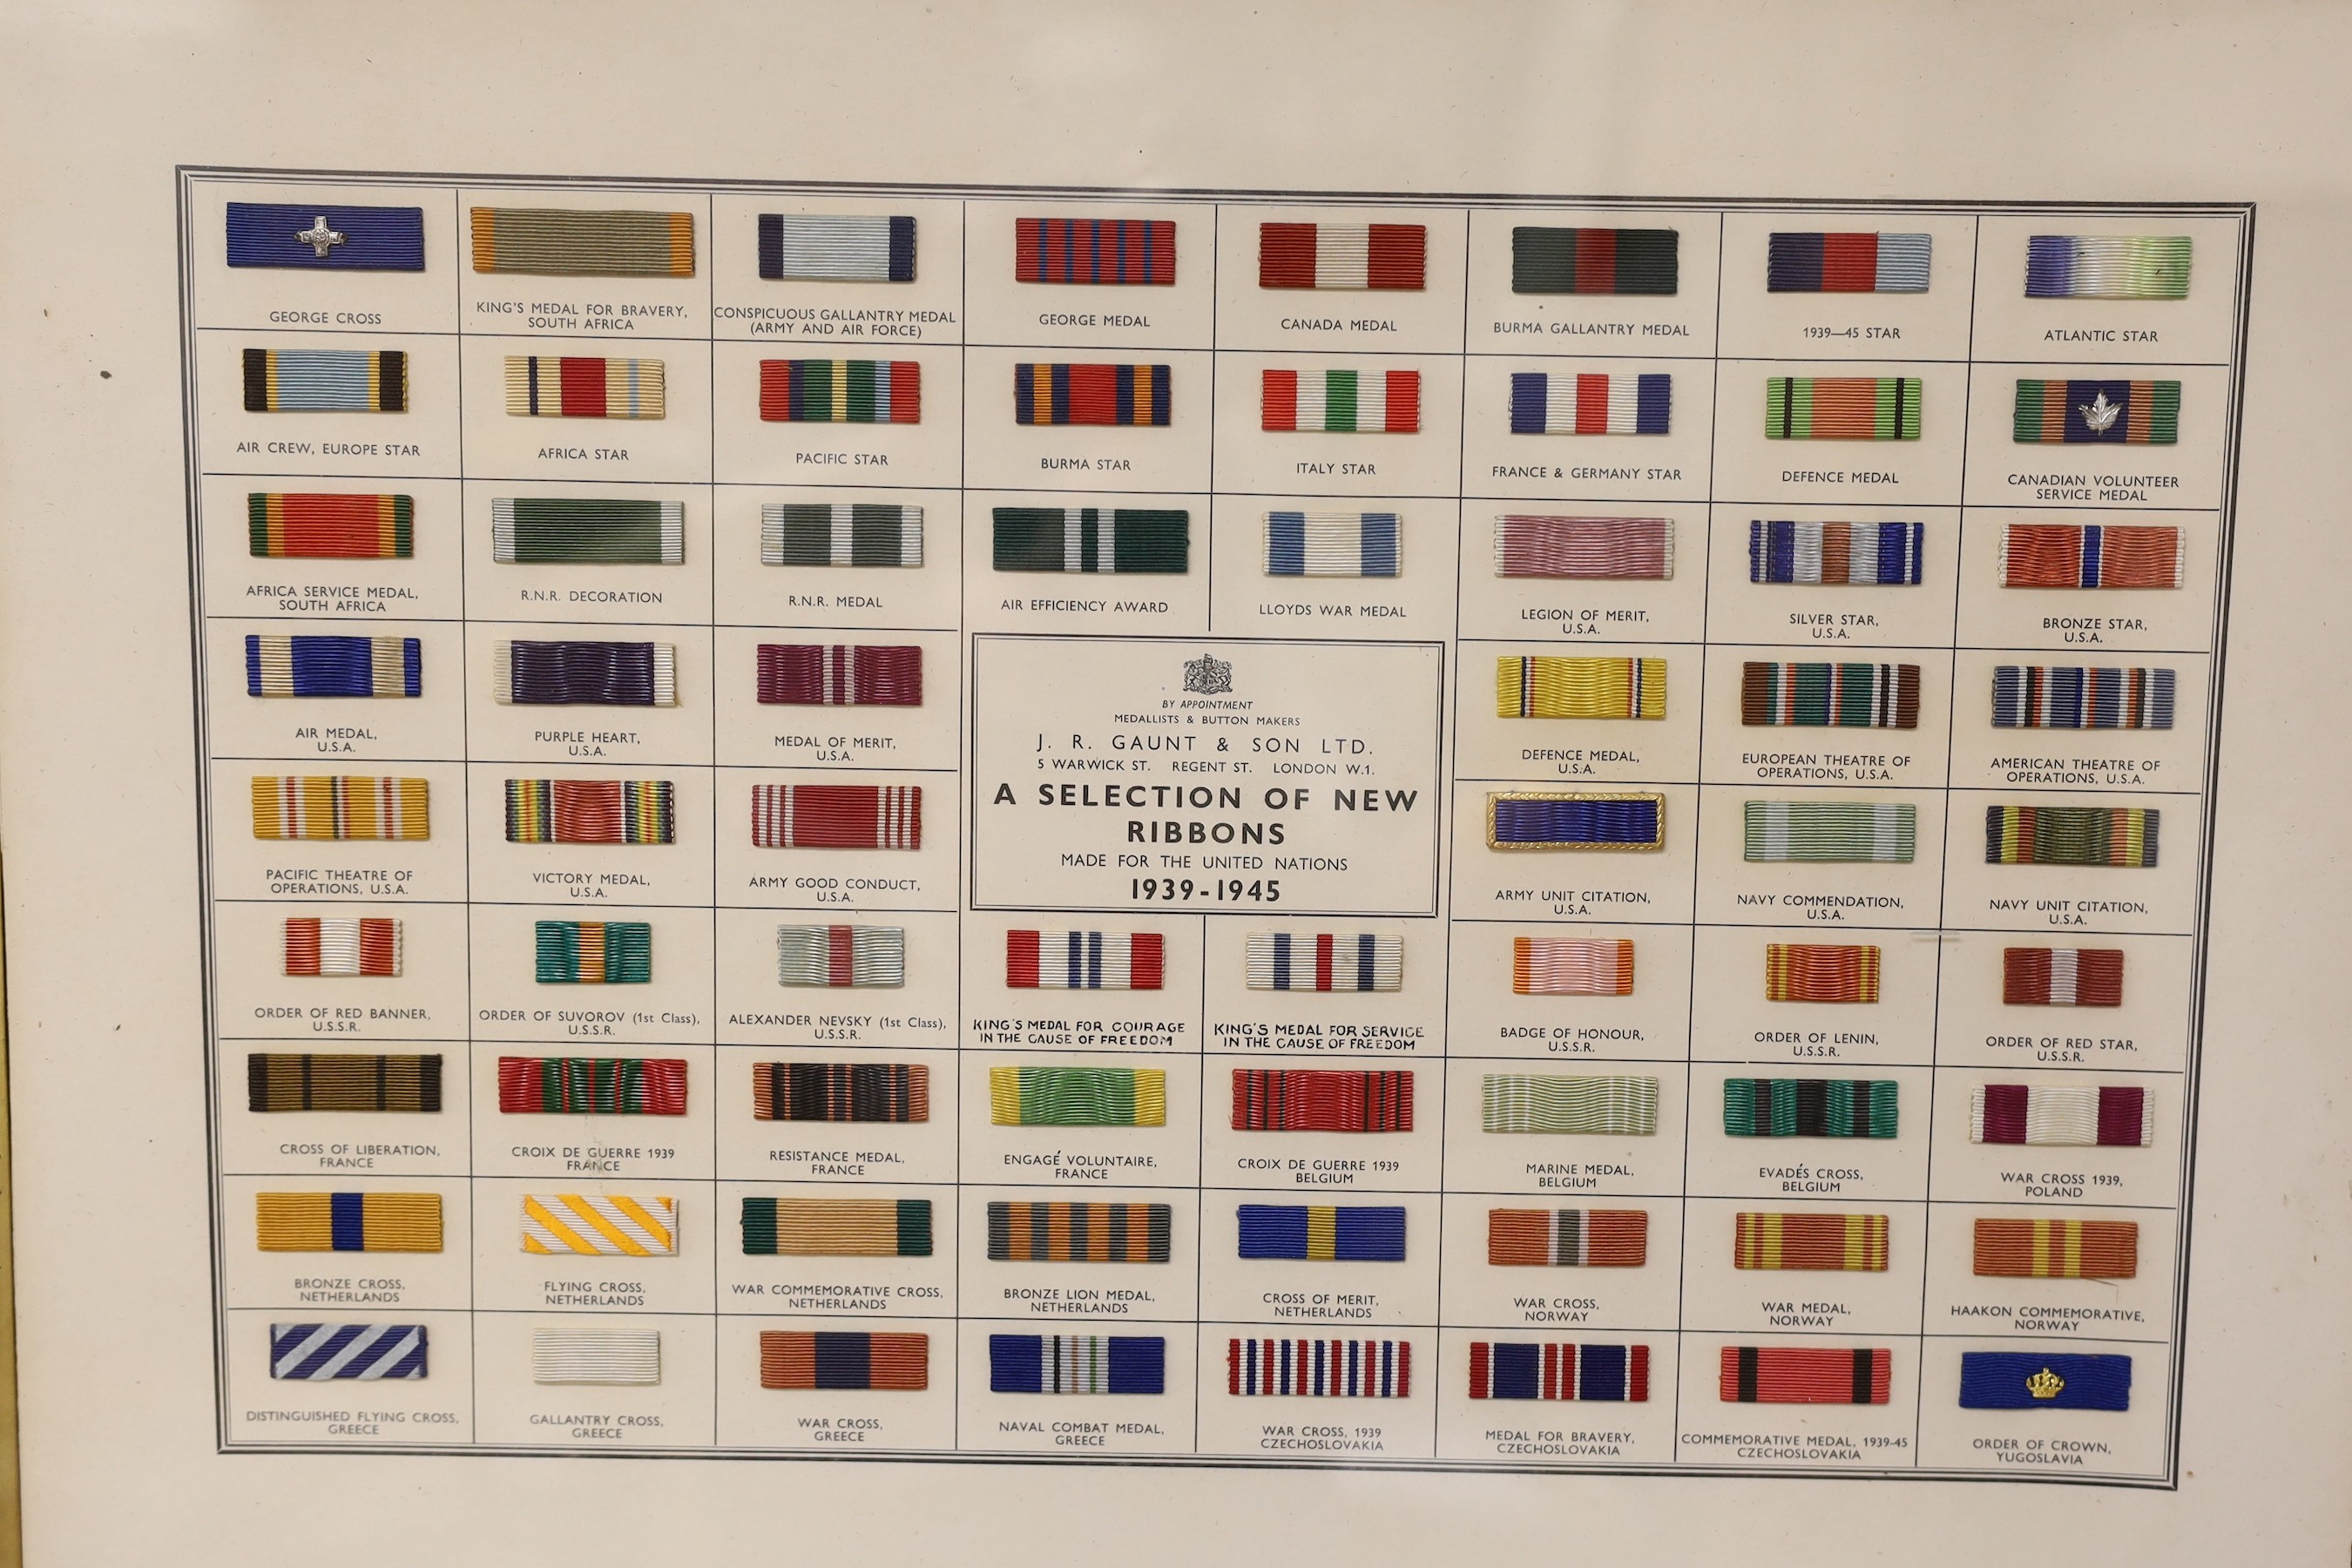 GEORGE CROSS
KING'S MEDAL FOR BRAVERY,
SOUTH AFRICA
CONSPICUOUS GALLANTRY MEDAL
(ARMY AND AIR FORCE)
GEORGE MEDAL
CANADA MEDAL
BURMA GALLANTRY MEDAL
1939—45 STAR
ATLANTIC STAR
AIR CREW, EUROPE STAR
AFRICA STAR
PACIFIC STAR
BURMA STAR
ITALY STAR
FRANCE & GERMANY STAR
DEFENCE MEDAL
CANADIAN VOLUNTEER
SERVICE MEDAL
AFRICA SERVICE MEDAL,
SOUTH AFRICA
R.N.R. DECORATION
R.N.R. MEDAL
AIR EFFICIENCY AWARD
LLOYDS WAR MEDAL
LEGION OF MERIT,
U.S.A.
SILVER STAR,
U.S.A.
BRONZE STAR,
U.S.A.
AIR MEDAL,
U.S.A.
PURPLE HEART,
U.S.A.
MEDAL OF MERIT,
U.S.A.
BY APPOINTMENT
MEDALLISTS & BUTTON MAKERS
J. R. GAUNT & SON LTD.
5 WARWICK ST. REGENT ST. LONDON W.1.
A SELECTION OF NEW
RIBBONS
MADE FOR THE UNITED NATIONS
1939-1945
DEFENCE MEDAL,
U.S.A.
EUROPEAN THEATRE OF
OPERATIONS, U.S.A.
AMERICAN THEATRE OF
OPERATIONS, U.S.A.
PACIFIC THEATRE OF
OPERATIONS, U.S.A.
VICTORY MEDAL,
U.S.A.
ARMY GOOD CONDUCT,
U.S.A.
ARMY UNIT CITATION,
U.S.A.
NAVY COMMENDATION,
U.S.A.
NAVY UNIT CITATION,
U.S.A.
ORDER OF RED BANNER,
U.S.S.R.
ORDER OF SUVOROV (1st Class),
U.S.S.R.
ALEXANDER NEVSKY (1st Class),
U.S.S.R.
KING'S MEDAL FOR COURAGE
IN THE CAUSE OF FREEDOM
KING'S MEDAL FOR SERVICE
IN THE CAUSE OF FREEDOM
BADGE OF HONOUR,
U.S.S.R.
ORDER OF LENIN,
U.S.S.R.
ORDER OF RED STAR,
U.S.S.R.
CROSS OF LIBERATION,
FRANCE
CROIX DE GUERRE 1939
FRANCE
RESISTANCE MEDAL,
FRANCE
ENGAGÉ VOLUNTAIRE,
FRANCE
CROIX DE GUERRE 1939
BELGIUM
MARINE MEDAL,
BELGIUM
EVADÉS CROSS,
BELGIUM
WAR CROSS 1939,
POLAND
BRONZE CROSS,
NETHERLANDS
FLYING CROSS,
NETHERLANDS
WAR COMMEMORATIVE CROSS,
NETHERLANDS
BRONZE LION MEDAL,
NETHERLANDS
CROSS OF MERIT,
NETHERLANDS
WAR CROSS,
NORWAY
WAR MEDAL,
NORWAY
HAAKON COMMEMORATIVE,
NORWAY
DISTINGUISHED FLYING CROSS,
GREECE
GALLANTRY CROSS,
GREECE
WAR CROSS,
GREECE
NAVAL COMBAT MEDAL,
GREECE
WAR CROSS, 1939
CZECHOSLOVAKIA
MEDAL FOR BRAVERY,
CZECHOSLOVAKIA
COMMEMORATIVE MEDAL, 1939-45
CZECHOSLOVAKIA
ORDER OF CROWN,
YUGOSLAVIA